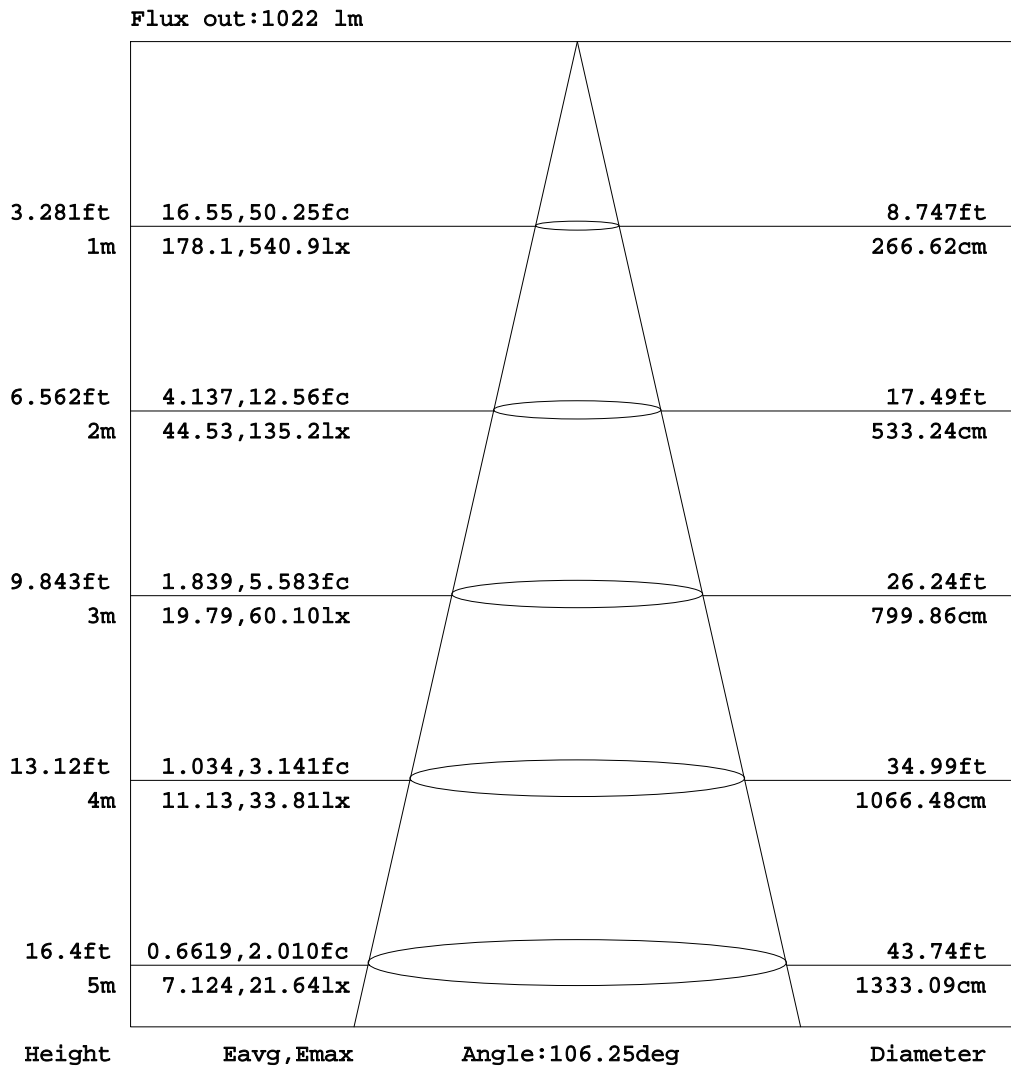 Flux out:1022 lm
3.281ft 16.55,50.25fc 8.747ft
1m 178.1,540.9lx 266.62cm
6.562ft 4.137,12.56fc 17.49ft
2m 44.53,135.2lx 533.24cm
9.843ft 1.839,5.583fc 26.24ft
3m 19.79,60.10lx 799.86cm
13.12ft 1.034,3.141fc 34.99ft
4m 11.13,33.81lx 1066.48cm
16.4ft 0.6619,2.010fc 43.74ft
5m 7.124,21.64lx 1333.09cm
Height Eavg,Emax Angle:106.25deg Diameter